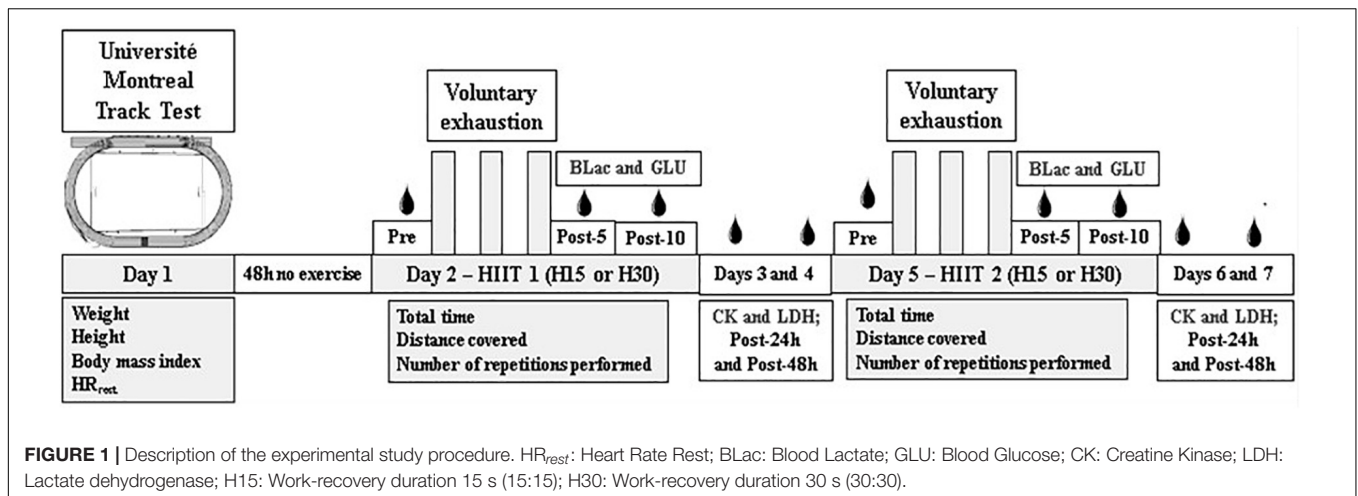 Université
Montreal
Track Test
Voluntary
exhaustion
BLac and GLU
Pre
Post-5
Post-10
Voluntary
exhaustion
BLac and GLU
Pre
Post-5
Post-10
Day 1
48h no exercise
Day 2 – HIIT 1 (H15 or H30)
Days 3 and 4
Day 5 – HIIT 2 (H15 or H30)
Days 6 and 7
Weight
Height
Body mass index
HRrest
Total time
Distance covered
Number of repetitions performed
CK and LDH;
Post-24h
and Post-48h
Total time
Distance covered
Number of repetitions performed
CK and LDH;
Post-24h
and Post-48h
FIGURE 1 | Description of the experimental study procedure. HRrest: Heart Rate Rest; BLac: Blood Lactate; GLU: Blood Glucose; CK: Creatine Kinase; LDH:
Lactate dehydrogenase; H15: Work-recovery duration 15 s (15:15); H30: Work-recovery duration 30 s (30:30).